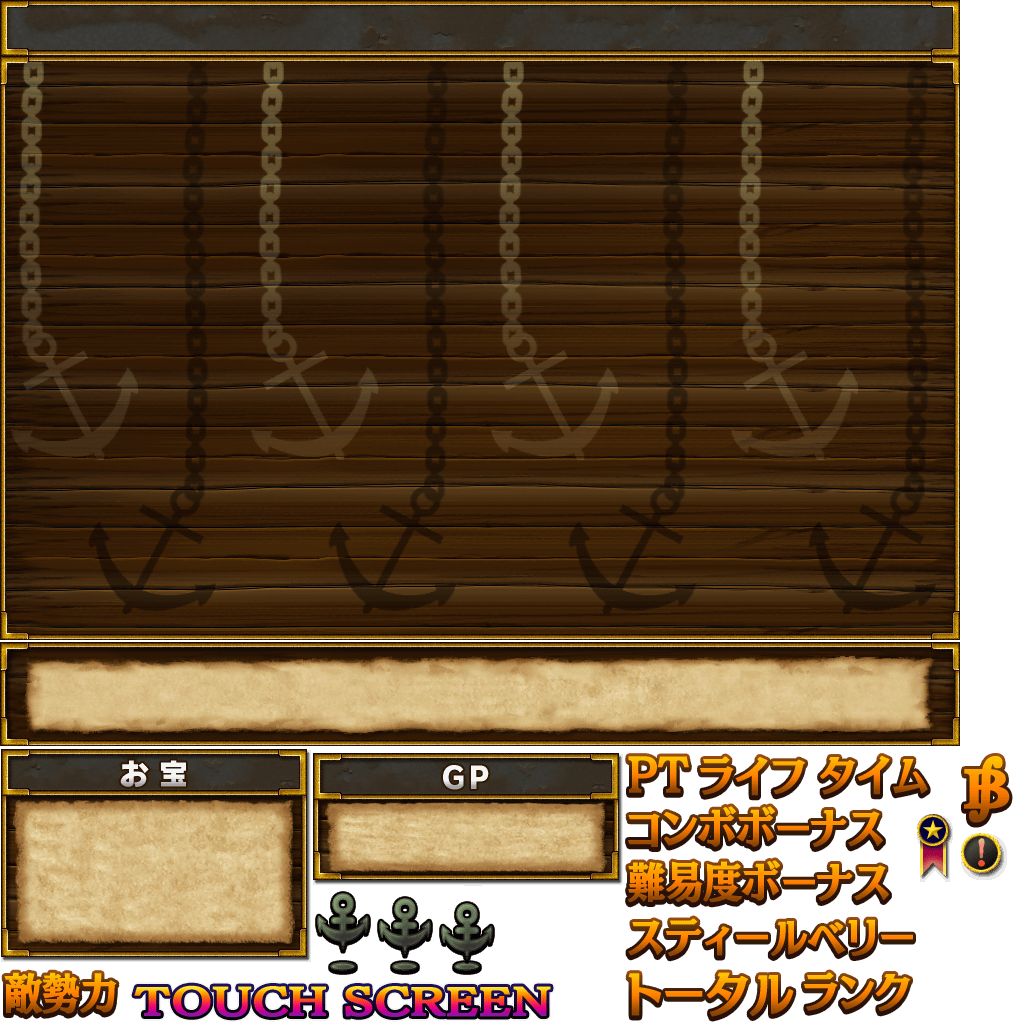 お宝
GP
PT ライフ タイム
コンボボーナス
難易度ボーナス
スティールベリー
トータル ランク
敵勢力
TOUCH SCREEN